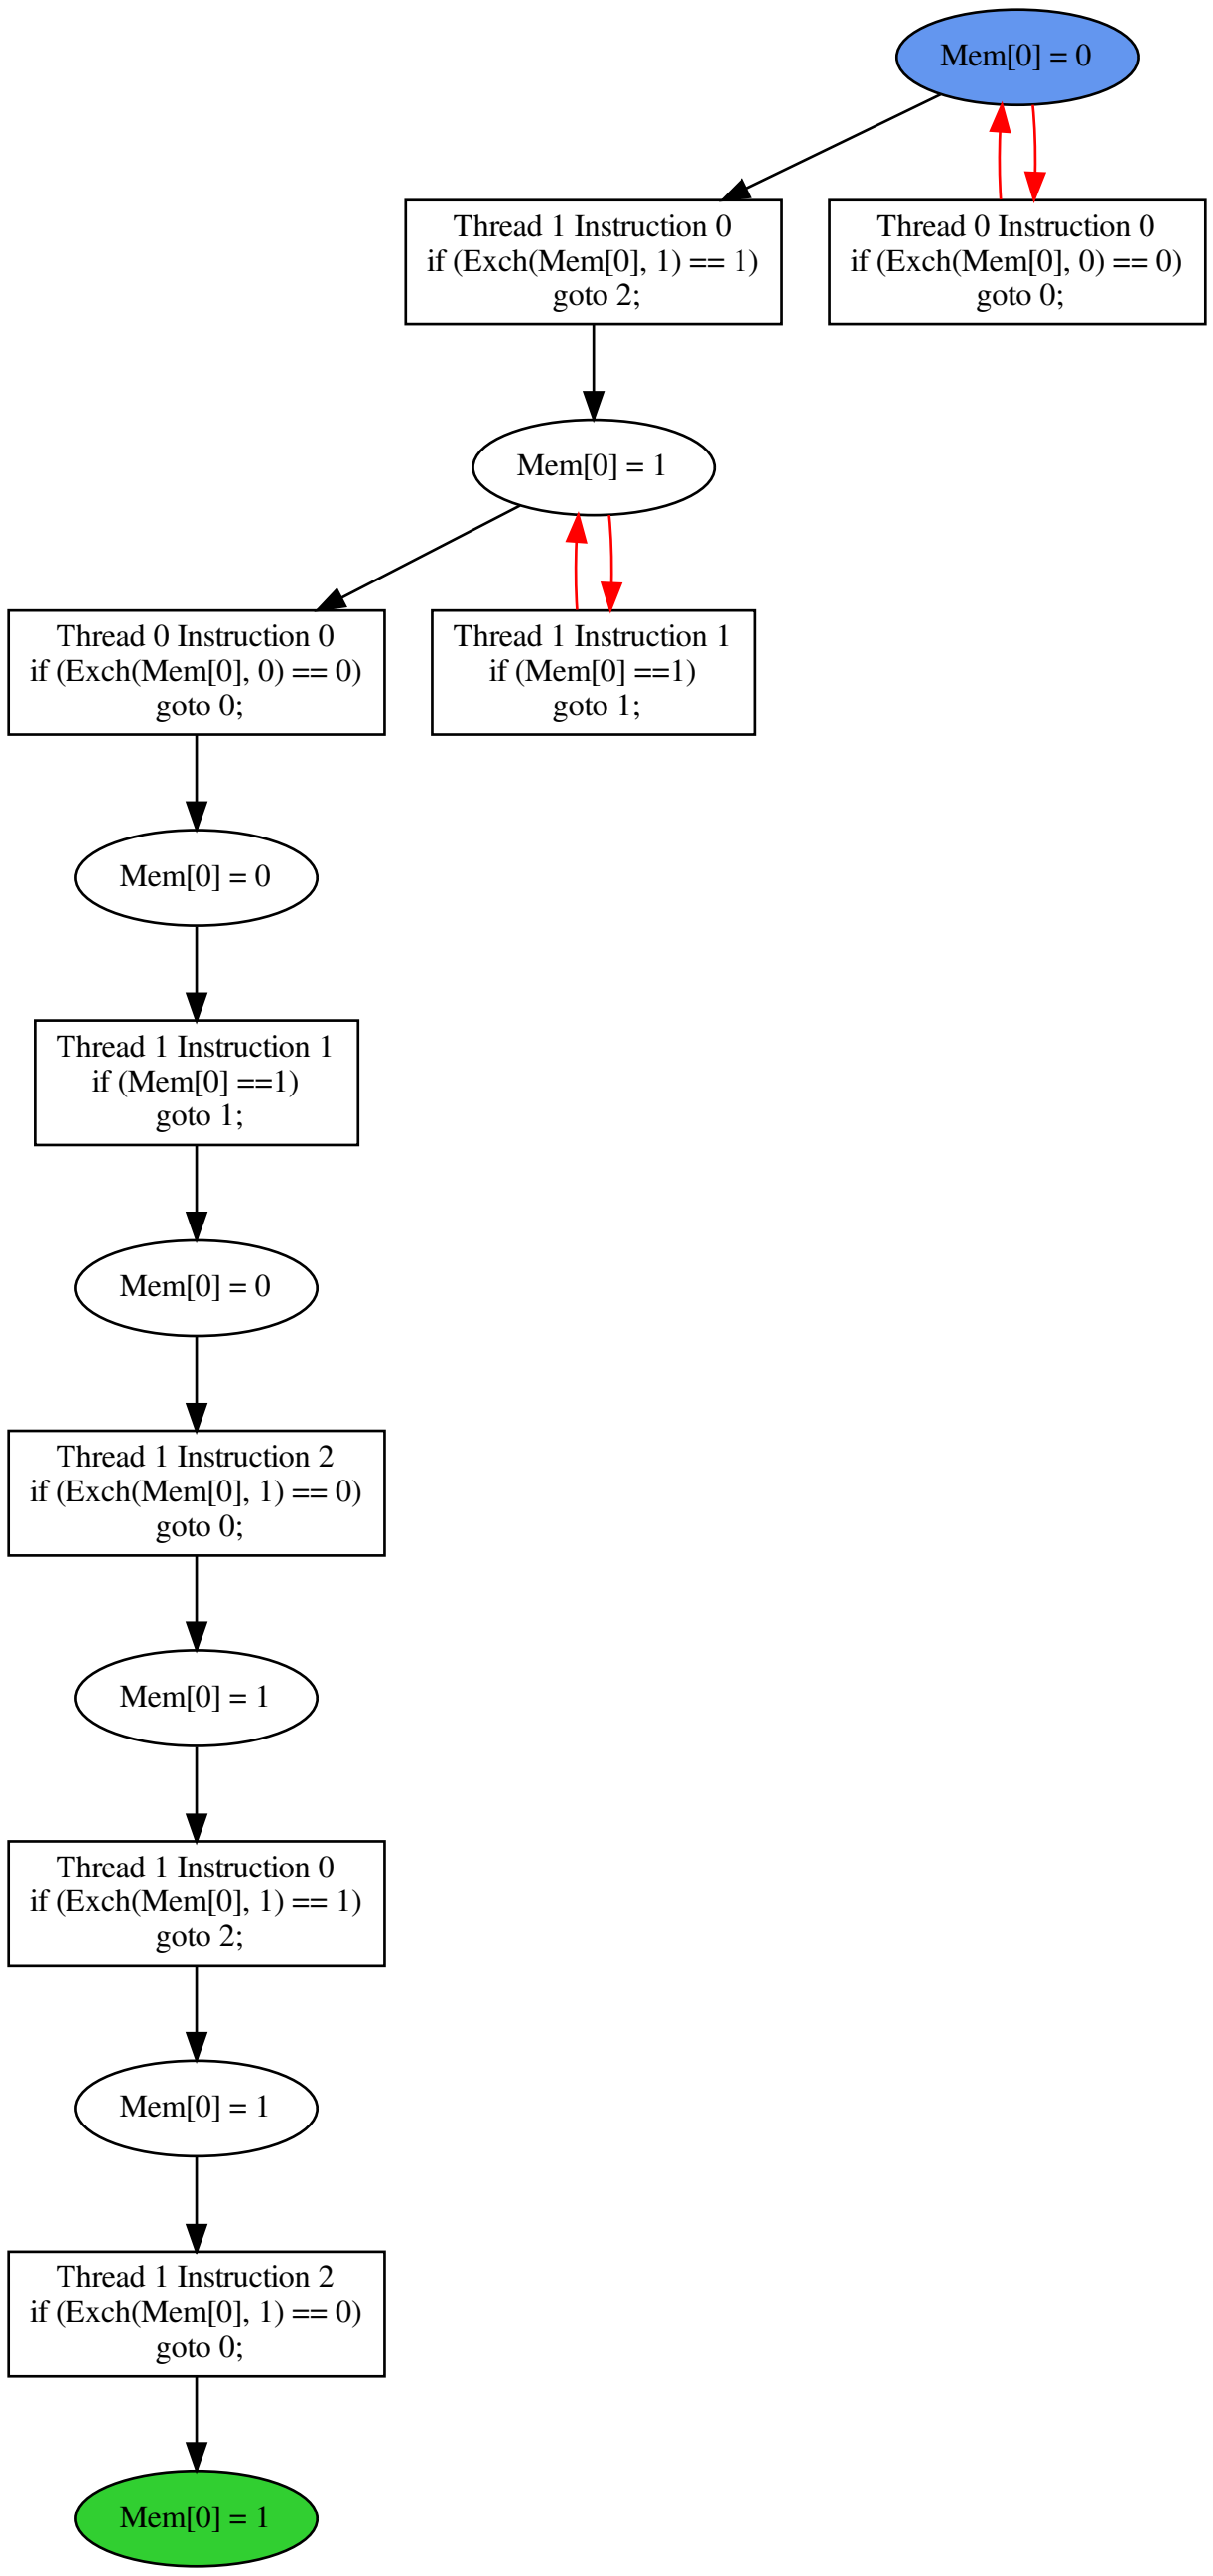 Mem[0] = 0
Thread 1 Instruction 0
if (Exch(Mem[0], 1) == 1)
goto 2;
Thread 0 Instruction 0
if (Exch(Mem[0], 0) == 0)
goto 0;
Mem[0] = 1
Thread 0 Instruction 0
if (Exch(Mem[0], 0) == 0)
goto 0;
Thread 1 Instruction 1
if (Mem[0] ==1)
goto 1;
Mem[0] = 0
Thread 1 Instruction 1
if (Mem[0] ==1)
goto 1;
Mem[0] = 0
Thread 1 Instruction 2
if (Exch(Mem[0], 1) == 0)
goto 0;
Mem[0] = 1
Thread 1 Instruction 0
if (Exch(Mem[0], 1) == 1)
goto 2;
Mem[0] = 1
Thread 1 Instruction 2
if (Exch(Mem[0], 1) == 0)
goto 0;
Mem[0] = 1